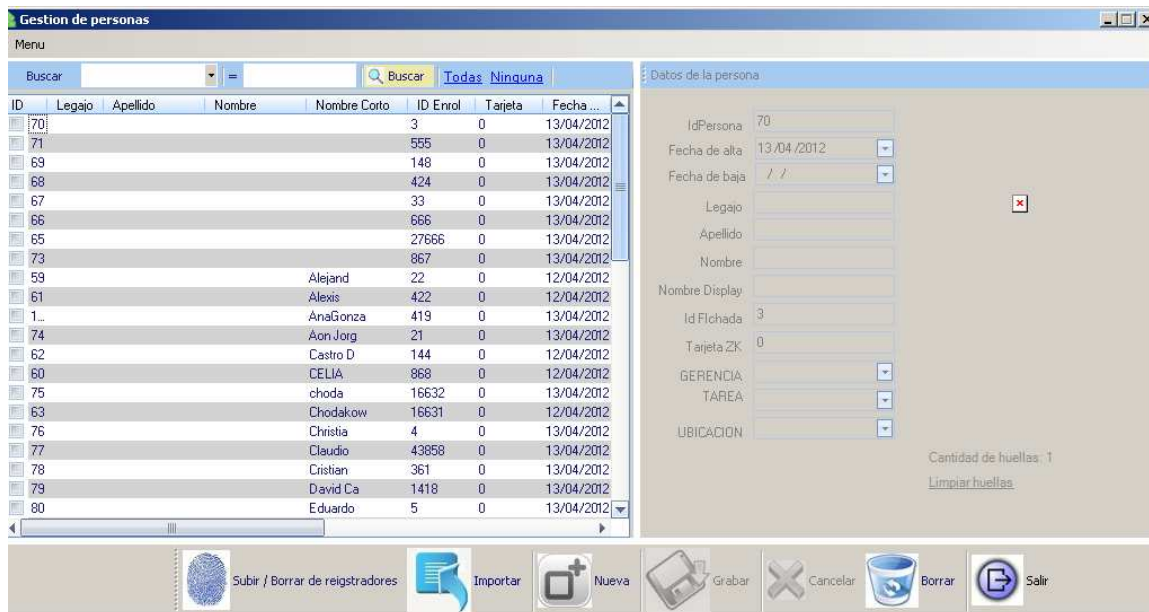 Gestion de personas
Menu
Buscar = Buscar Todas Ninguna
ID Legajo Apellido Nombre Nombre Corto ID Enrol Tarjeta Fecha ...
70 3 0 13/04/2012
71 555 0 13/04/2012
69 148 0 13/04/2012
68 424 0 13/04/2012
67 33 0 13/04/2012
66 666 0 13/04/2012
65 27666 0 13/04/2012
73 867 0 13/04/2012
59 Alejand 22 0 12/04/2012
61 Alexis 422 0 12/04/2012
1... AnaGonza 419 0 13/04/2012
74 Aon Jorg 21 0 13/04/2012
62 Castro D 144 0 12/04/2012
60 CELIA 868 0 12/04/2012
75 choda 16632 0 13/04/2012
63 Chodakow 16631 0 12/04/2012
76 Christia 4 0 13/04/2012
77 Claudio 43858 0 13/04/2012
78 Cristian 361 0 13/04/2012
79 David Ca 1418 0 13/04/2012
80 Eduardo 5 0 13/04/2012
Datos de la persona
IdPersona 70
Fecha de alta 13/04/2012
Fecha de baja / /
Legajo
Apellido
Nombre
Nombre Display
Id FIchada 3
Tarjeta ZK 0
GERENCIA
TAREA
UBICACION
Cantidad de huellas: 1
Limpiar huellas
Subir / Borrar de reigstradores Importar Nueva Grabar Cancelar Borrar Salir